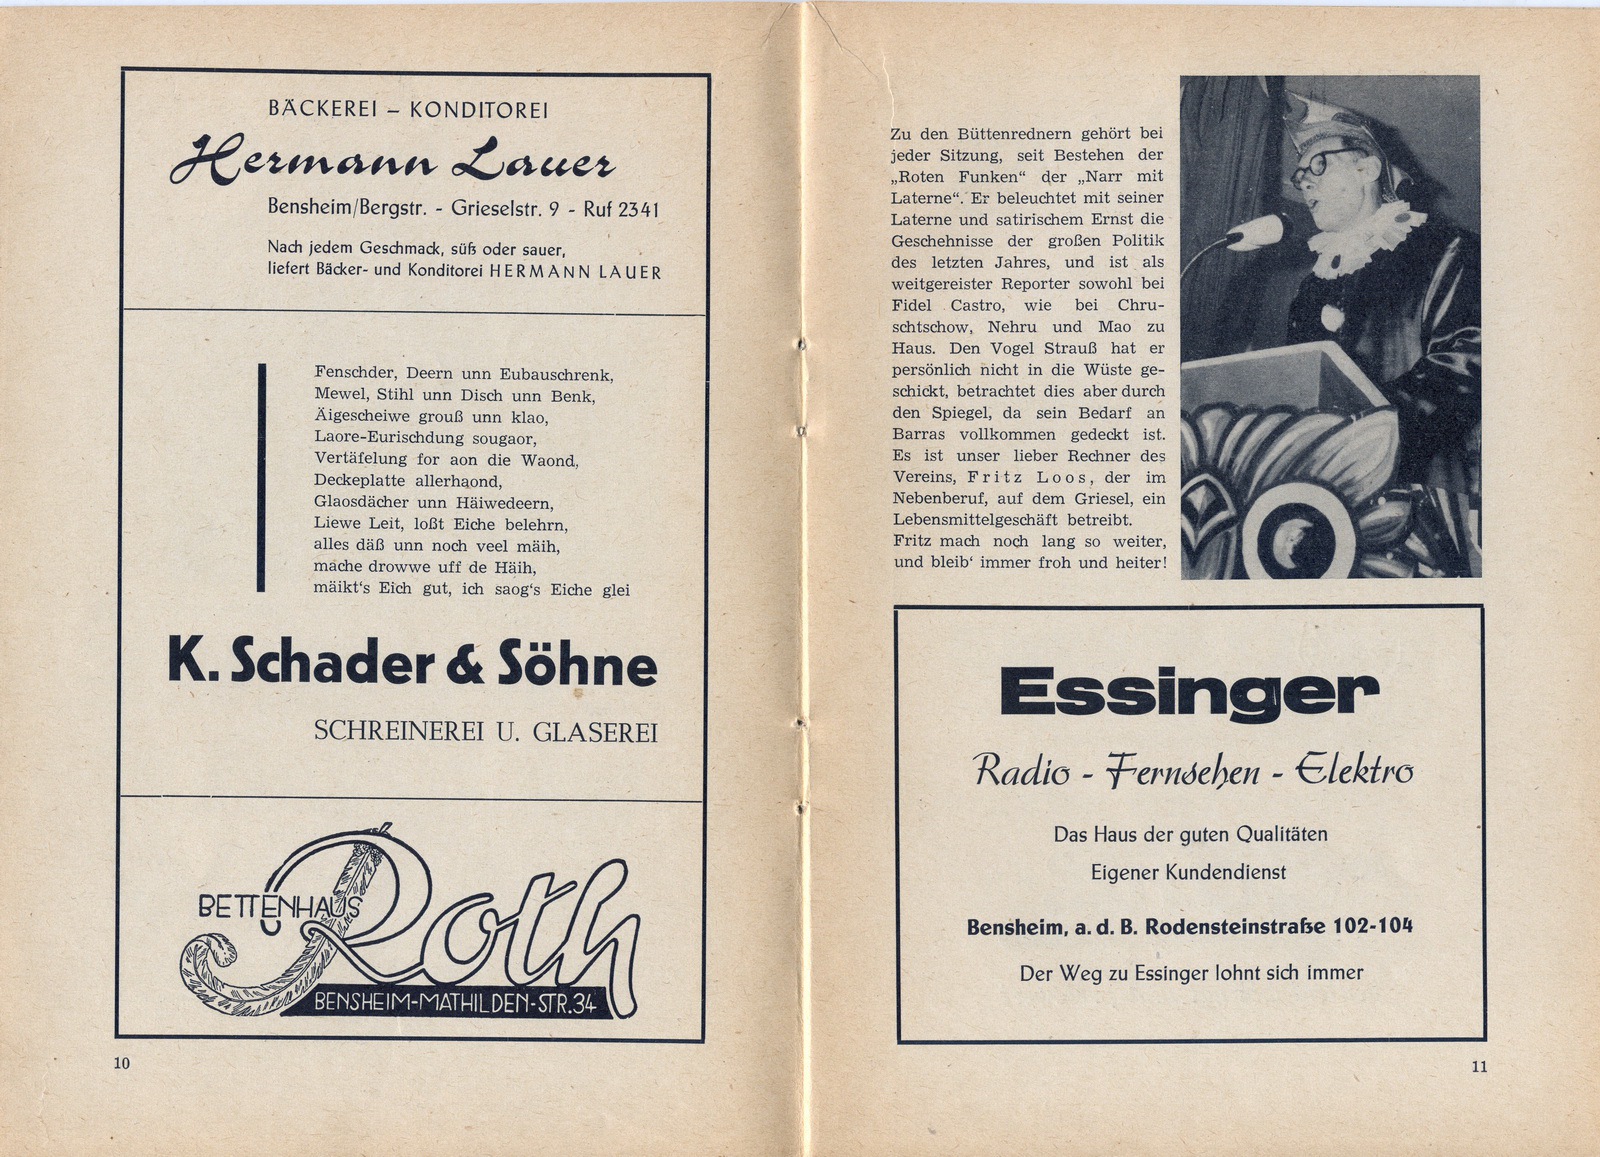 BÄCKEREI – KONDITOREI
Hermann Lauer
Bensheim/Bergstr. - Grieselstr. 9 - Ruf 2341
Nach jedem Geschmack, süß oder sauer,
liefert Bäcker- und Konditorei HERMANN LAUER
Fenschder, Deern unn Eubauschrenk,
Mewel, Stihl unn Disch unn Benk,
Äigescheiwe grouß unn klao,
Laore-Eurischdung sougaor,
Vertäfelung for aon die Waond,
Deckeplatte allerhaond,
Glaosdächer unn Häiwedeern,
Liewe Leit, loßt Eiche belehrn,
alles däß unn noch veel mäih,
mache drowwe uff de Häih,
mäikt's Eich gut, ich saog's Eiche glei
K. Schader & Söhne
SCHREINEREI U. GLASEREI
BETTENHAUS
Roth
BENSHEIM-MATHILDEN-STR.34
10
Zu den Büttenrednern gehört bei
jeder Sitzung, seit Bestehen der
„Roten Funken“ der „Narr mit
Laterne“. Er beleuchtet mit seiner
Laterne und satirischem Ernst die
Geschehnisse der großen Politik
des letzten Jahres, und ist als
weitgereister Reporter sowohl bei
Fidel Castro, wie bei Chru-
schtschow, Nehru und Mao zu
Haus. Den Vogel Strauß hat er
persönlich nicht in die Wüste ge-
schickt, betrachtet dies aber durch
den Spiegel, da sein Bedarf an
Barras vollkommen gedeckt ist.
Es ist unser lieber Rechner des
Vereins, Fritz Loos, der im
Nebenberuf, auf dem Griesel, ein
Lebensmittelgeschäft betreibt.
Fritz mach noch lang so weiter,
und bleib' immer froh und heiter!
Essinger
Radio - Fernsehen - Elektro
Das Haus der guten Qualitäten
Eigener Kundendienst
Bensheim, a. d. B. Rodensteinstraße 102-104
Der Weg zu Essinger lohnt sich immer
11